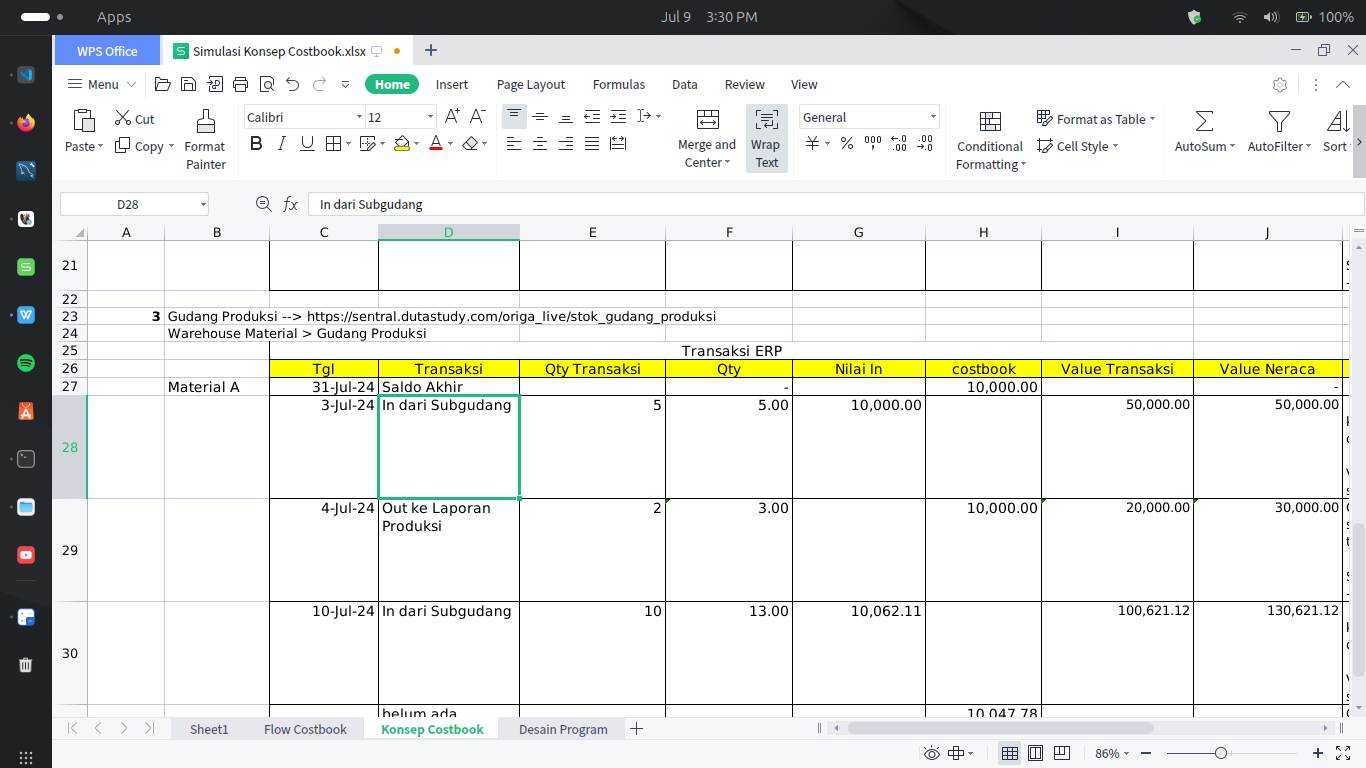 Apps
Jul 9 3:30 PM
100%
WPS Office
Simulasi Konsep Costbook.xlsx
Menu
Home
Insert
Page Layout
Formulas
Data
Review
View
Paste
Cut
Copy
Format Painter
Calibri
12
Merge and Center
Wrap Text
General
Conditional Formatting
Format as Table
Cell Style
AutoSum
AutoFilter
Sort
D28
In dari Subgudang
A B C D E F G H I J
21
22
23 3 Gudang Produksi --> https://sentral.dutastudy.com/origa_live/stok_gudang_produksi
24 Warehouse Material > Gudang Produksi
25 Transaksi ERP
26 Tgl Transaksi Qty Transaksi Qty Nilai In costbook Value Transaksi Value Neraca
27 Material A 31-Jul-24 Saldo Akhir - 10,000.00 -
28 3-Jul-24 In dari Subgudang 5 5.00 10,000.00 50,000.00 50,000.00
29 4-Jul-24 Out ke Laporan Produksi 2 3.00 10,000.00 20,000.00 30,000.00
30 10-Jul-24 In dari Subgudang 10 13.00 10,062.11 100,621.12 130,621.12
belum ada 10,047.78
Sheet1
Flow Costbook
Konsep Costbook
Desain Program
86%